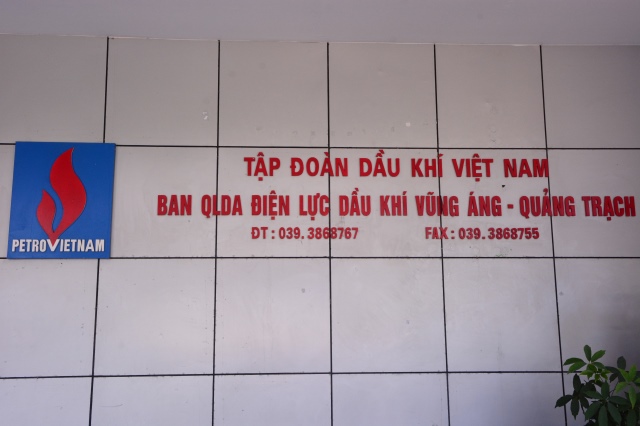 TẬP ĐOÀN DẦU KHÍ VIỆT NAM
BAN QLDA ĐIỆN LỰC DẦU KHÍ VŨNG ÁNG - QUẢNG TRẠCH
ĐT : 039. 3868767 FAX : 039. 3868755
PETROVIETNAM